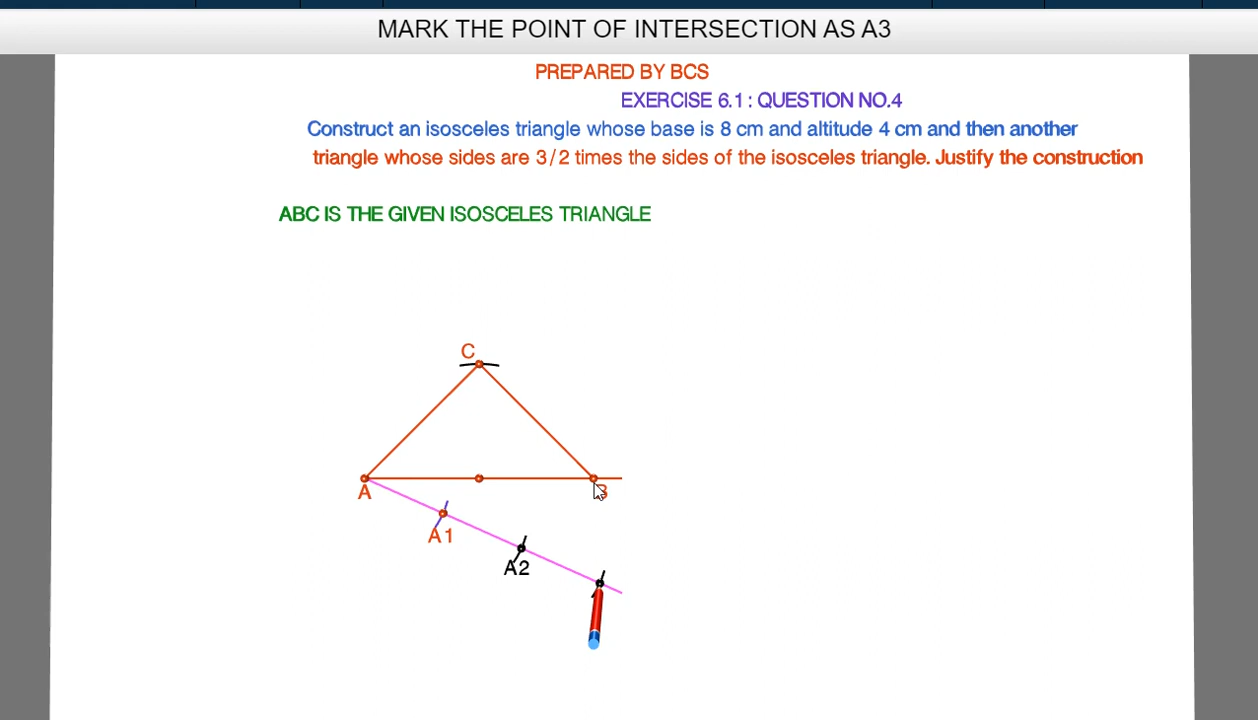 MARK THE POINT OF INTERSECTION AS A3
PREPARED BY BCS
EXERCISE 6.1 : QUESTION NO.4
Construct an isosceles triangle whose base is 8 cm and altitude 4 cm and then another
triangle whose sides are 3/2 times the sides of the isosceles triangle. Justify the construction
ABC IS THE GIVEN ISOSCELES TRIANGLE
C
A
B
A1
A2